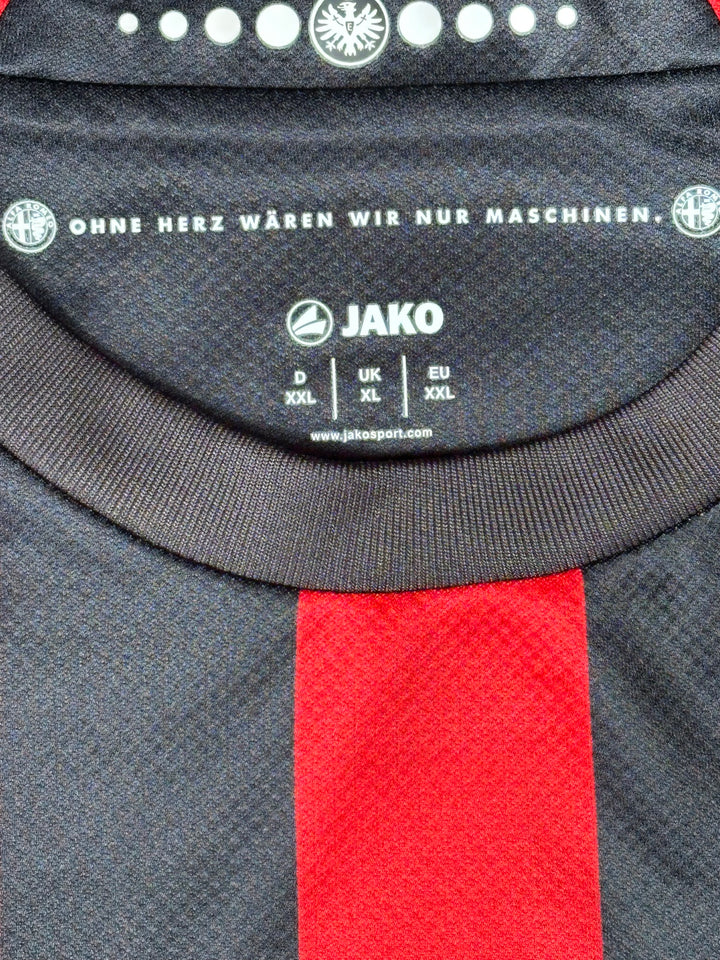 OHNE HERZ WÄREN WIR NUR MASCHINEN.
JAKO
D UK EU
XXL XL XXL
www.jakosport.com